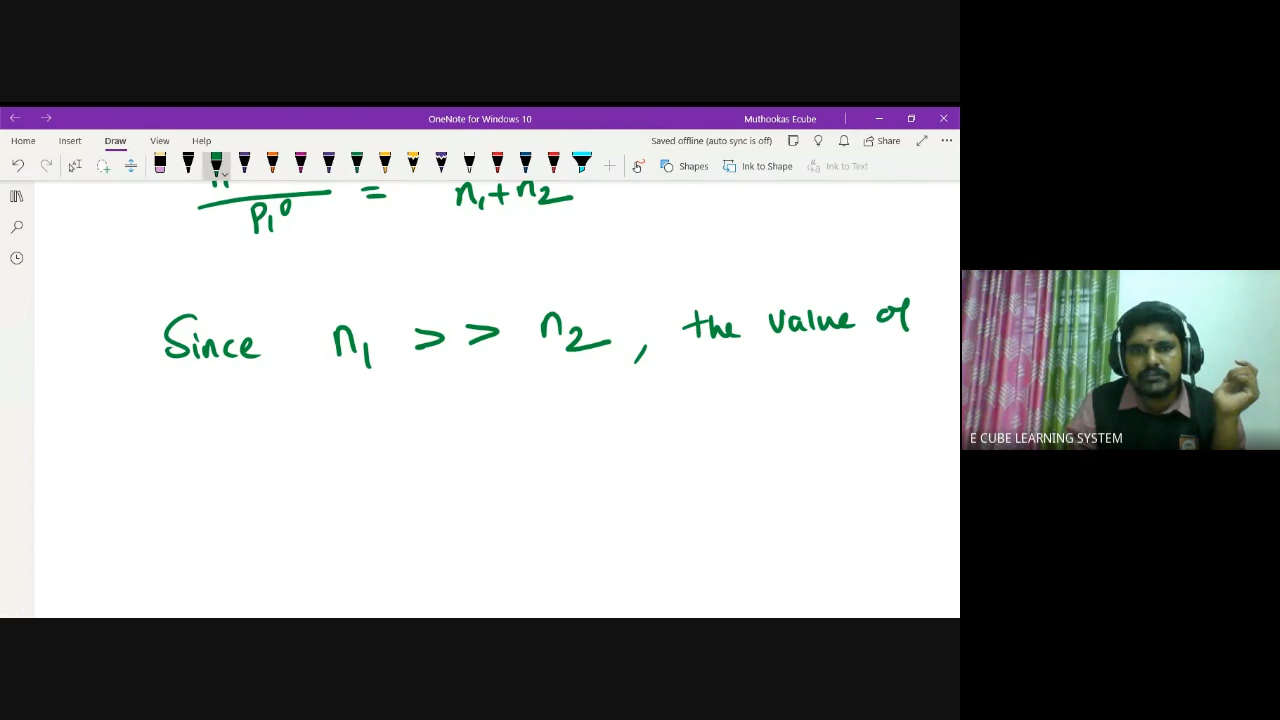 OneNote for Windows 10
Muthookas Ecube
Home Insert Draw View Help
Saved offline (auto sync is off)
Share
Shapes
Ink to Shape
Ink to Text
P₁⁰ = n₁+n₂
Since n₁ >> n₂, the value of
E CUBE LEARNING SYSTEM